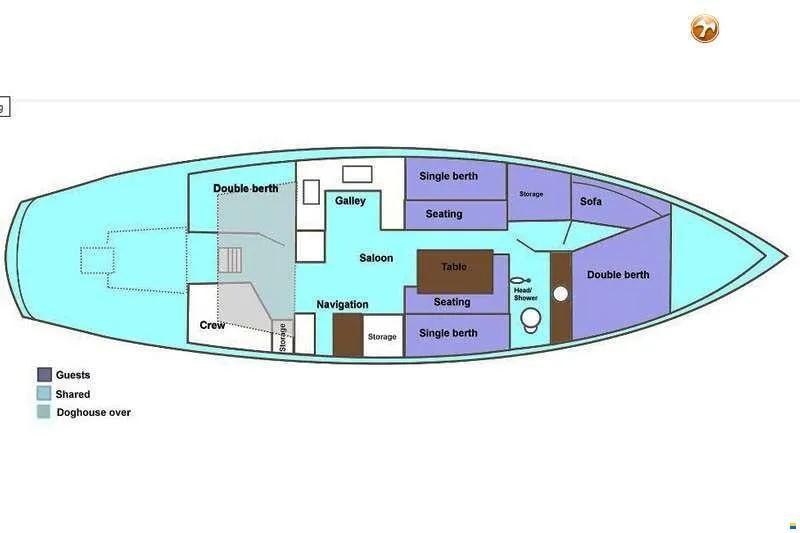 g
Double berth
Galley
Single berth
Seating
Storage
Sofa
Saloon
Table
Double berth
Head/
Shower
Navigation
Seating
Crew
Storage
Storage
Single berth
Guests
Shared
Doghouse over